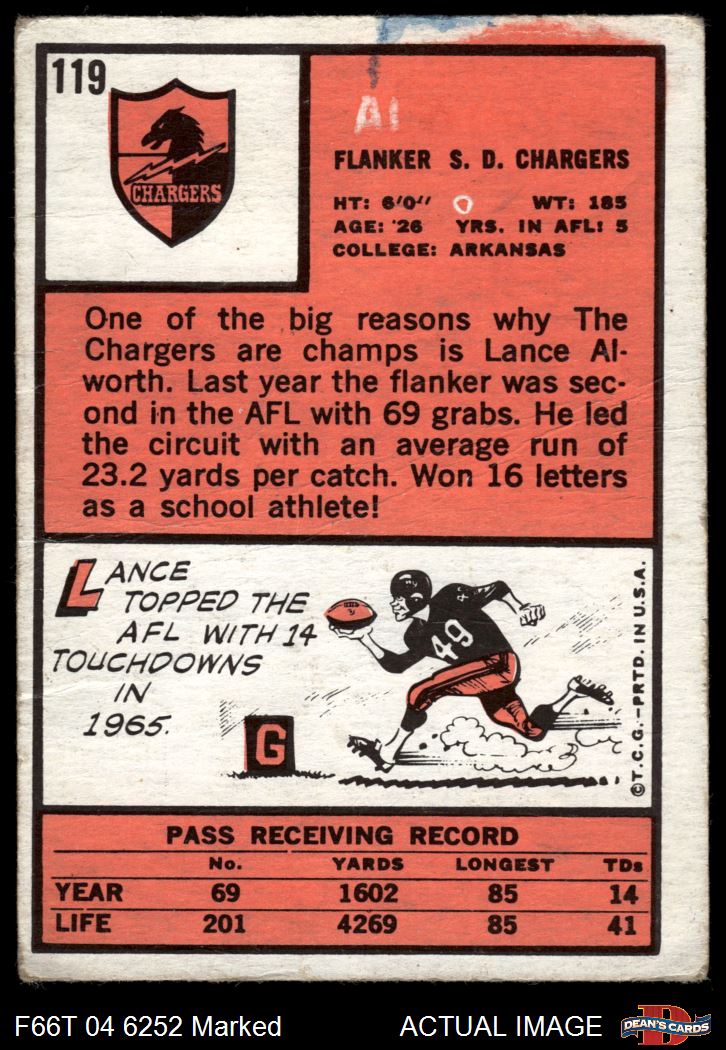 119
CHARGERS
Al
FLANKER S. D. CHARGERS
HT: 6'0" WT: 185
AGE: '26 YRS. IN AFL: 5
COLLEGE: ARKANSAS
One of the big reasons why The
Chargers are champs is Lance Al-
worth. Last year the flanker was sec-
ond in the AFL with 69 grabs. He led
the circuit with an average run of
23.2 yards per catch. Won 16 letters
as a school athlete!
LANCE
TOPPED THE
AFL WITH 14
TOUCHDOWNS
IN
1965.
49
G
©T.C.G.-PRTD. IN U.S.A.
PASS RECEIVING RECORD
No. YARDS LONGEST TDs
YEAR 69 1602 85 14
LIFE 201 4269 85 41
F66T 04 6252 Marked
ACTUAL IMAGE
D
DEAN'S CARDS